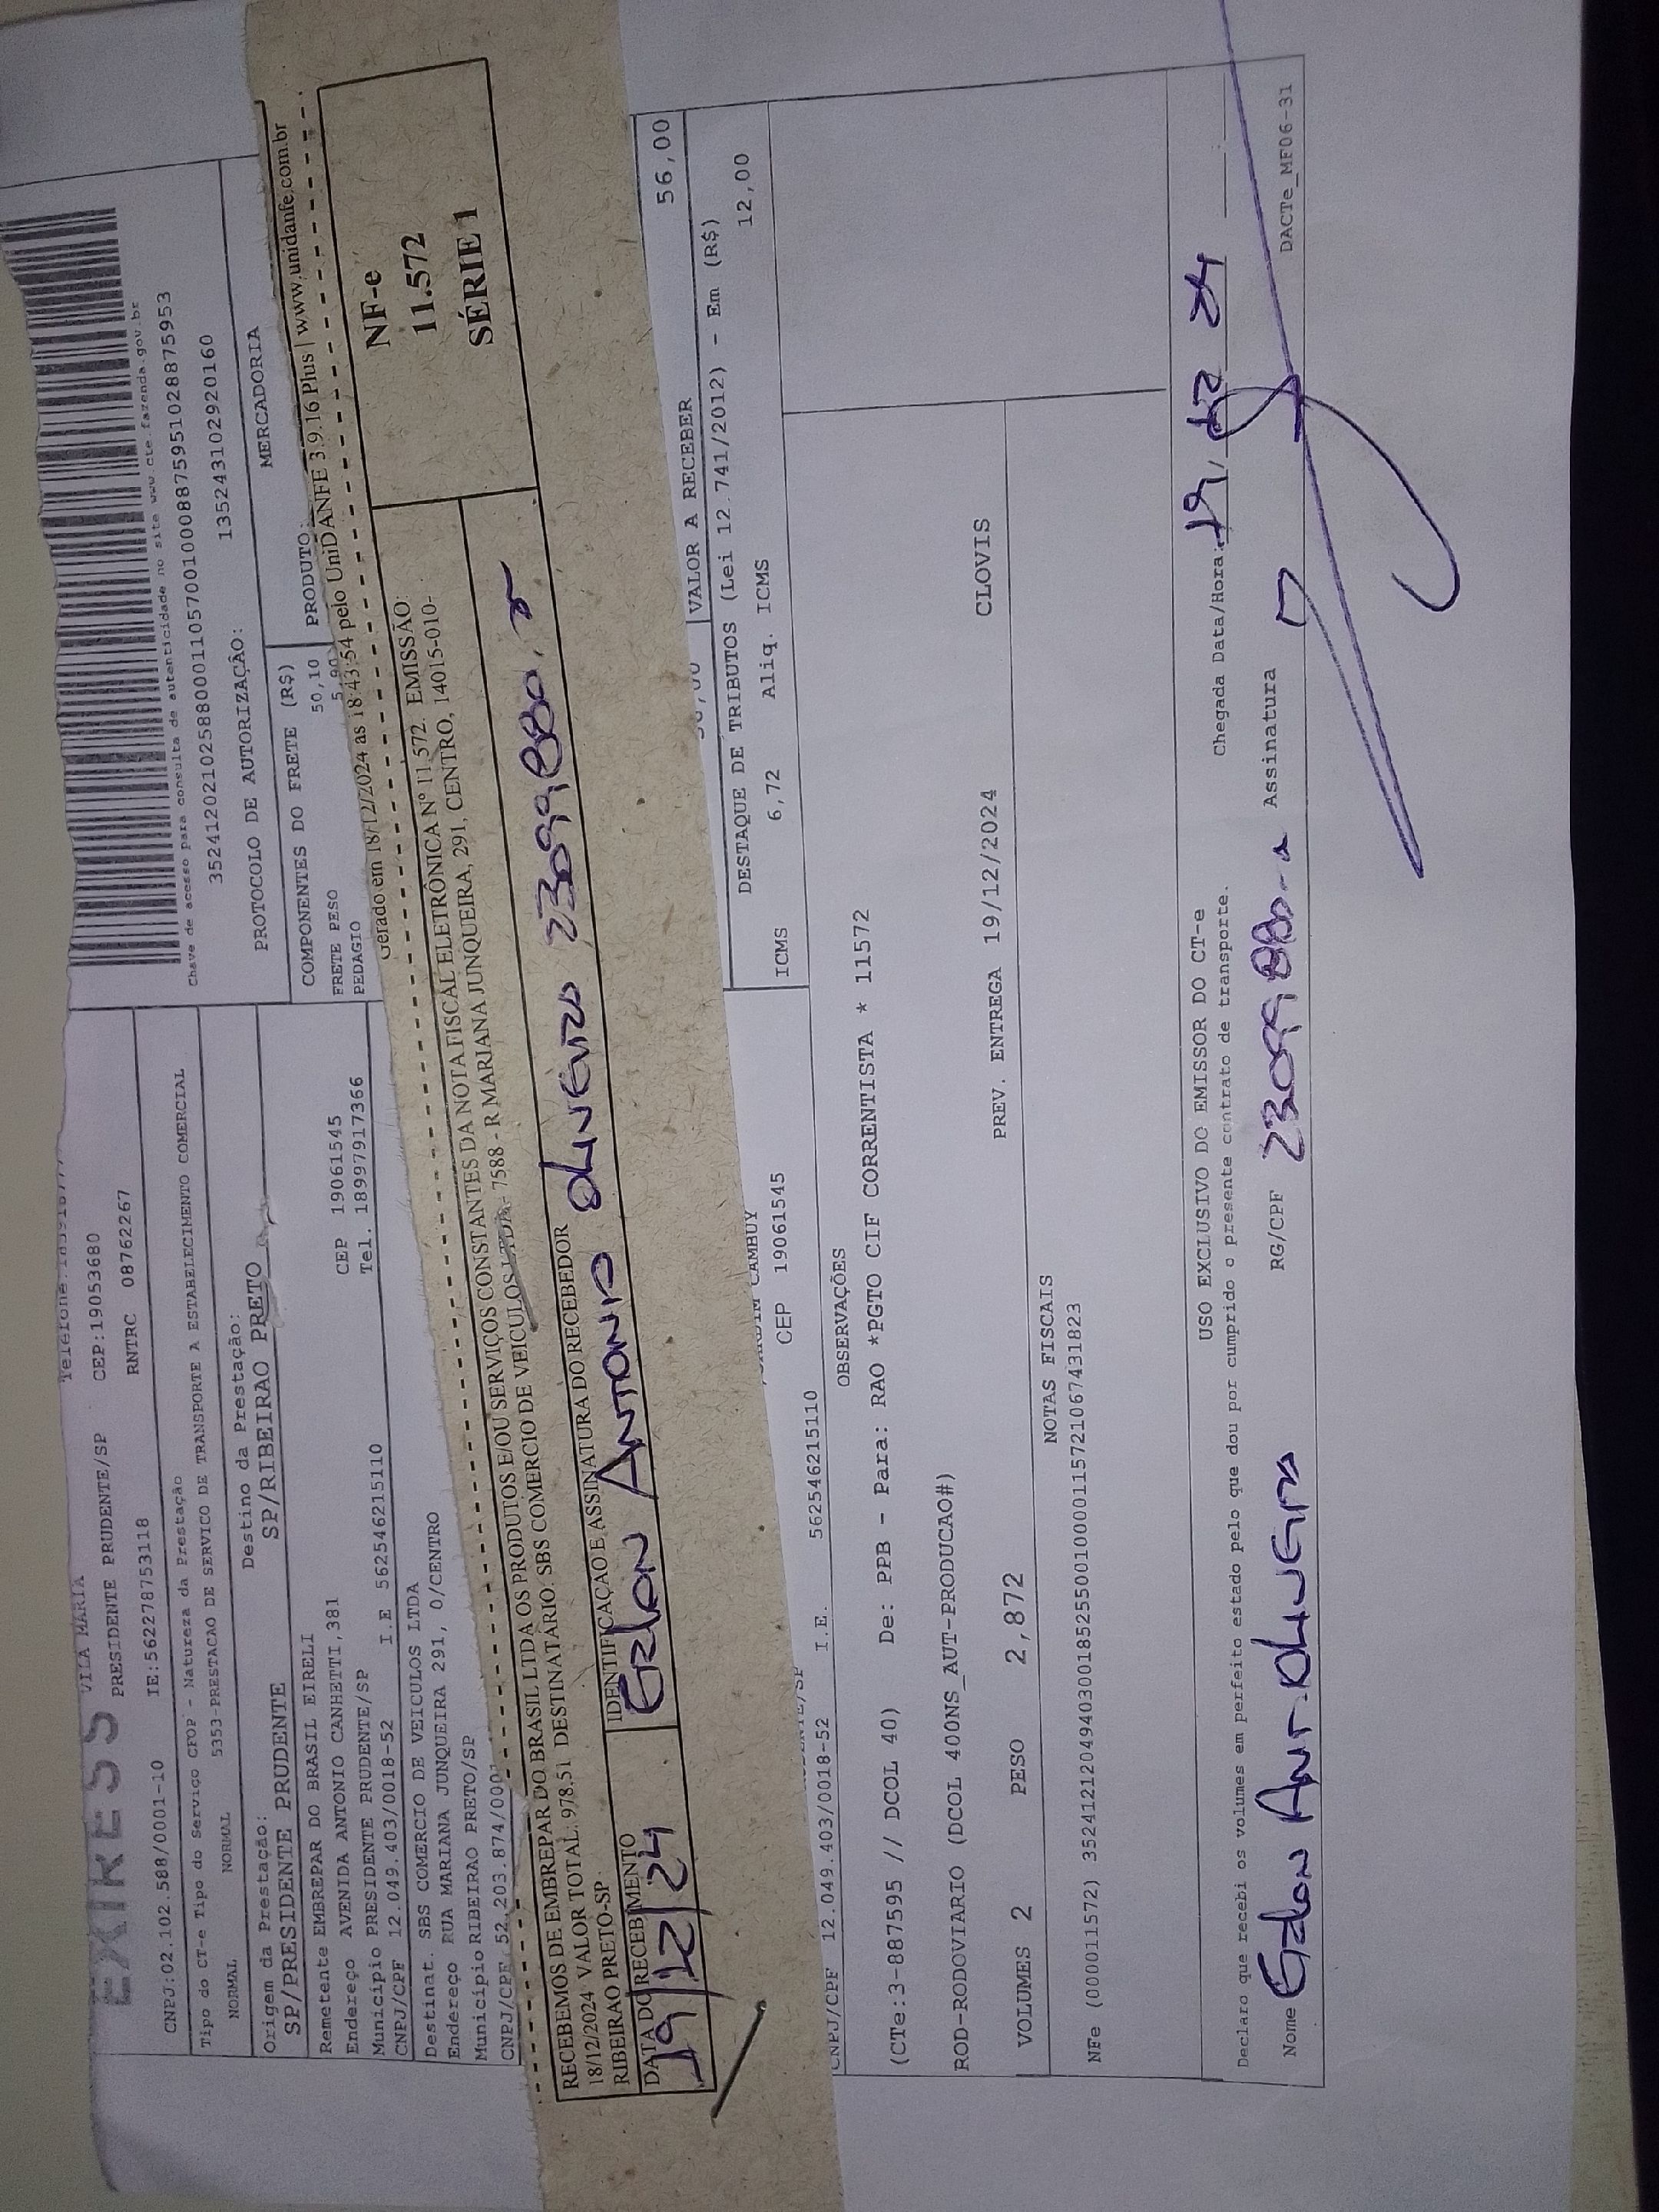 EXPRESS VILA MARIA
PRESIDENTE PRUDENTE/SP CEP:19053680
CNPJ:02.102.588/0001-10 IE:562278753118 RNTRC 08762267
Tipo do CT-e Tipo do Serviço CFOP - Natureza da Prestação
NORMAL NORMAL 5353-PRESTACAO DE SERVICO DE TRANSPORTE A ESTABELECIMENTO COMERCIAL
Origem da Prestação: Destino da Prestação:
SP/PRESIDENTE PRUDENTE SP/RIBEIRAO PRETO
Remetente EMBREPAR DO BRASIL EIRELI
Endereço AVENIDA ANTONIO CANHETTI,381 CEP 19061545
Município PRESIDENTE PRUDENTE/SP Tel. 18997917366
CNPJ/CPF 12.049.403/0018-52 I.E 562546215110
Destinat. SBS COMERCIO DE VEICULOS LTDA
Endereço RUA MARIANA JUNQUEIRA 291, 0/CENTRO
Município RIBEIRAO PRETO/SP
CNPJ/CPF 52.203.874/000
Chave de acesso para consulta de autenticidade no site www.cte.fazenda.gov.br
35241202102588000110570010008875951028875953
PROTOCOLO DE AUTORIZAÇÃO: 135243102920160
COMPONENTES DO FRETE (R$) MERCADORIA
FRETE PESO 50,10 PRODUTO:
PEDAGIO 5,90
Gerado em 18/12/2024 as 18:43:54 pelo UniDANFE 3.9.16 Plus | www.unidanfe.com.br
RECEBEMOS DE EMBREPAR DO BRASIL LTDA OS PRODUTOS E/OU SERVIÇOS CONSTANTES DA NOTA FISCAL ELETRÔNICA Nº 11.572. EMISSÃO:
18/12/2024 VALOR TOTAL: 978,51 DESTINATÁRIO: SBS COMERCIO DE VEICULOS LTDA - 7588 - R MARIANA JUNQUEIRA, 291, CENTRO, 14015-010-
RIBEIRAO PRETO-SP
DATA DO RECEBIMENTO IDENTIFICAÇÃO E ASSINATURA DO RECEBEDOR
19/12/24 Erlon Antonio Oliveira
NF-e
11.572
SÉRIE 1
VALOR A RECEBER 56,00
DESTAQUE DE TRIBUTOS (Lei 12.741/2012) - Em (R$)
ICMS 6,72 Aliq. ICMS 12,00
CEP 19061545
CNPJ/CPF 12.049.403/0018-52 I.E. 562546215110
OBSERVAÇÕES
(CTe:3-887595 // DCOL 40) De: PPB - Para: RAO *PGTO CIF CORRENTISTA * 11572
ROD-RODOVIARIO (DCOL 400NS_AUT-PRODUCAO#)
VOLUMES 2 PESO 2,872 PREV. ENTREGA 19/12/2024 CLOVIS
NOTAS FISCAIS
NFe (000011572) 35241212049403001852550010000115721067431823
USO EXCLUSIVO DO EMISSOR DO CT-e
Declaro que recebi os volumes em perfeito estado pelo que dou por cumprido o presente contrato de transporte. Chegada Data/Hora: 19/12 24
Nome Erlon Ant. Oliveira RG/CPF Assinatura
DACTe_MF06-31